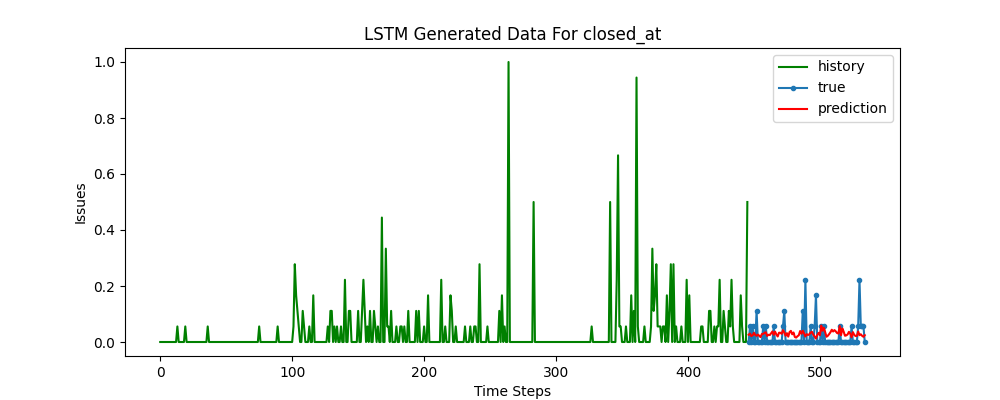 LSTM Generated Data For closed_at
history
true
prediction
1.0
0.8
0.6
0.4
0.2
0.0
Issues
0
100
200
300
400
500
Time Steps